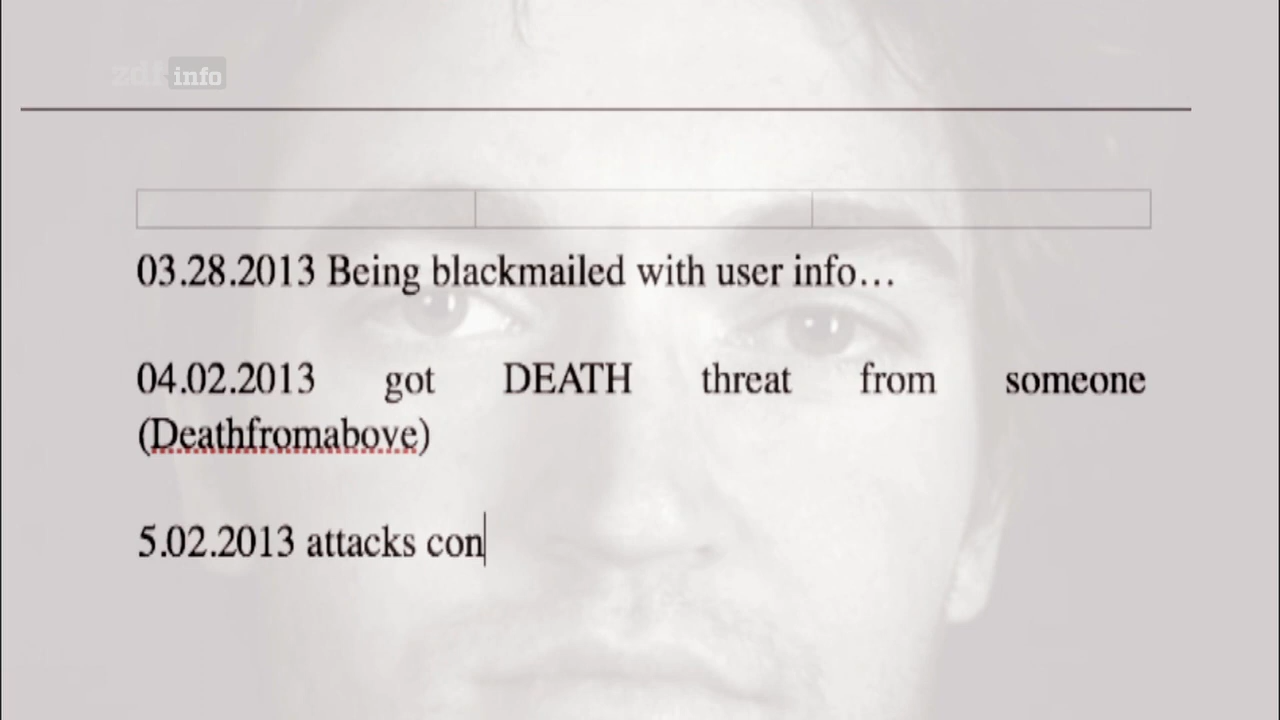 zdf info
03.28.2013 Being blackmailed with user info…
04.02.2013 got DEATH threat from someone
(Deathfromabove)
5.02.2013 attacks con